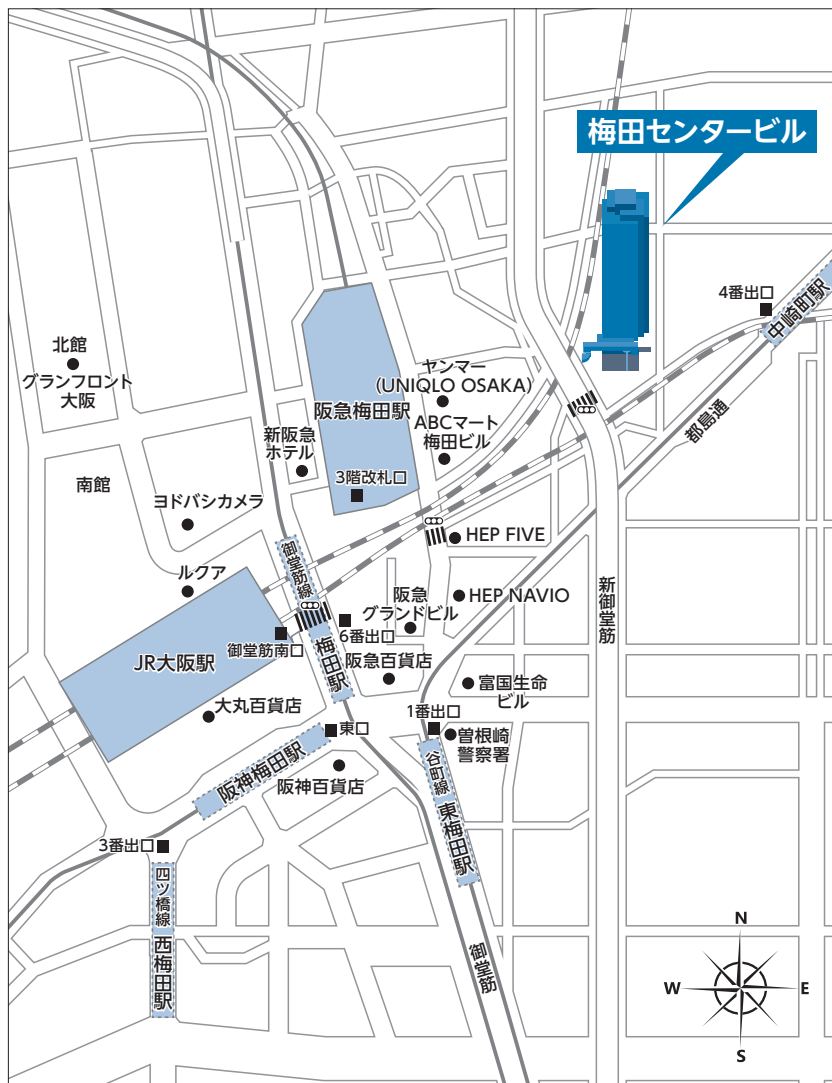 梅田センタービル
4番出口
中崎町駅
北館
グランフロント
大阪
ヤンマー
(UNIQLO OSAKA)
阪急梅田駅
ABCマート
梅田ビル
都島通
新阪急
ホテル
3階改札口
南館
ヨドバシカメラ
御堂筋線
HEP FIVE
ルクア
阪急
グランドビル
HEP NAVIO
新御堂筋
6番出口
御堂筋南口
梅田駅
JR大阪駅
阪急百貨店
富国生命
ビル
大丸百貨店
1番出口
東口
曽根崎
警察署
阪神梅田駅
阪神百貨店
谷町線
東梅田駅
3番出口
四ツ橋線
西梅田駅
御堂筋
N
W
E
S